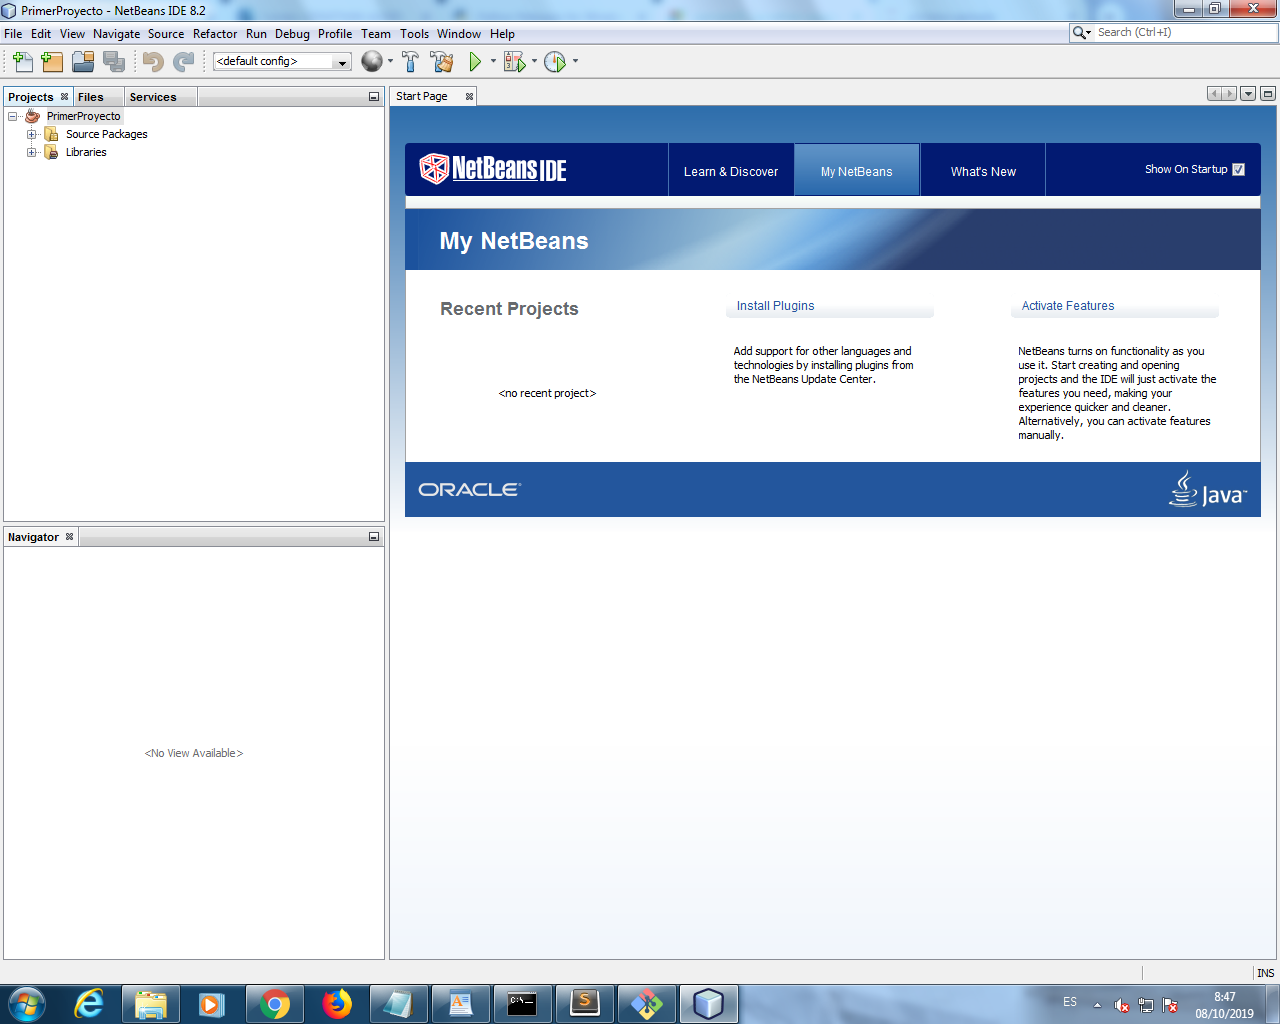 PrimerProyecto - NetBeans IDE 8.2
File Edit View Navigate Source Refactor Run Debug Profile Team Tools Window Help
Search (Ctrl+I)
<default config>
Projects Files Services
Start Page
PrimerProyecto
Source Packages
Libraries
NetBeans IDE
Learn & Discover
My NetBeans
What's New
Show On Startup
My NetBeans
Recent Projects
<no recent project>
Install Plugins
Add support for other languages and
technologies by installing plugins from
the NetBeans Update Center.
Activate Features
NetBeans turns on functionality as you
use it. Start creating and opening
projects and the IDE will just activate the
features you need, making your
experience quicker and cleaner.
Alternatively, you can activate features
manually.
ORACLE
Java
Navigator
<No View Available>
INS
ES
8:47
08/10/2019